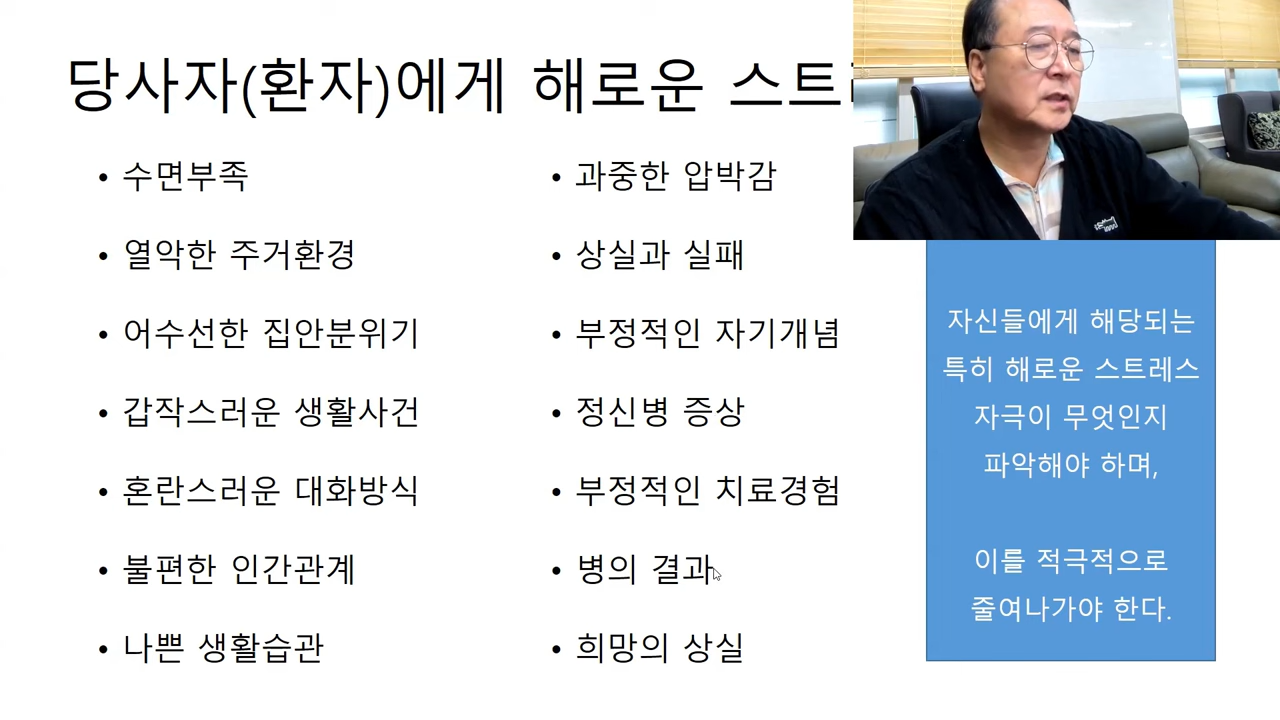 당사자(환자)에게 해로운 스트
• 수면부족
• 열악한 주거환경
• 어수선한 집안분위기
• 갑작스러운 생활사건
• 혼란스러운 대화방식
• 불편한 인간관계
• 나쁜 생활습관
• 과중한 압박감
• 상실과 실패
• 부정적인 자기개념
• 정신병 증상
• 부정적인 치료경험
• 병의 결과
• 희망의 상실
자신들에게 해당되는
특히 해로운 스트레스
자극이 무엇인지
파악해야 하며,
이를 적극적으로
줄여나가야 한다.